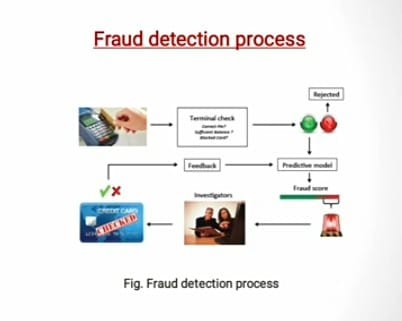 Fraud detection process
Rejected
Terminal check
Correct Pin?
Sufficient Balance ?
Blocked Card?
Feedback
Predictive model
Fraud score
Investigators
CREDIT CARD
CHECKED
Fig. Fraud detection process